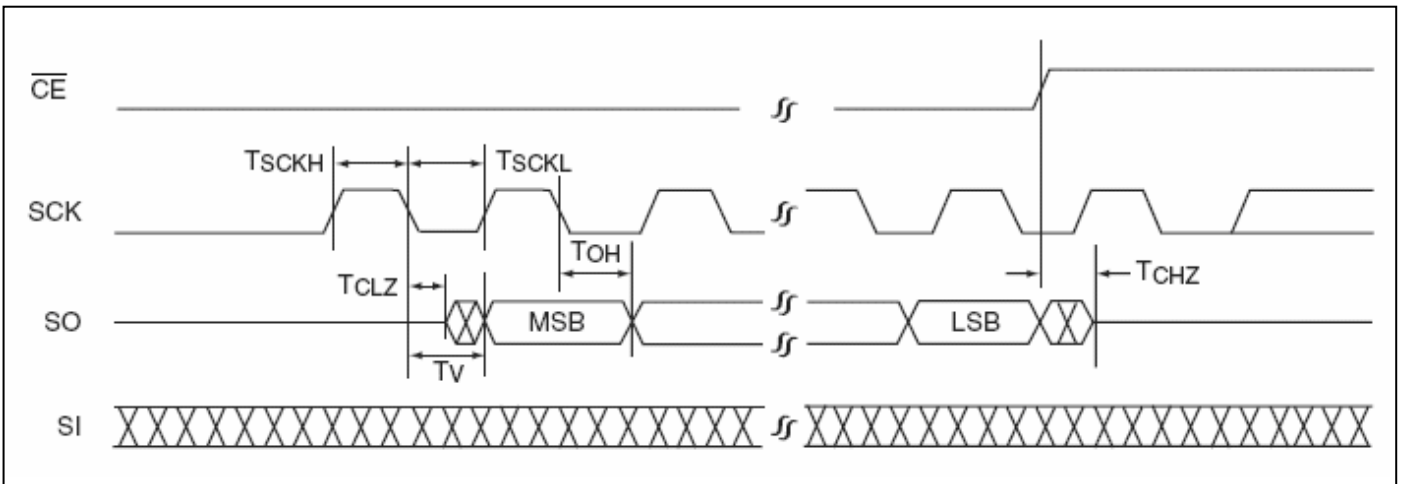 CE
TSCKH TSCKL
SCK
TOH
TCHZ
TCLZ
SO MSB LSB
TV
SI